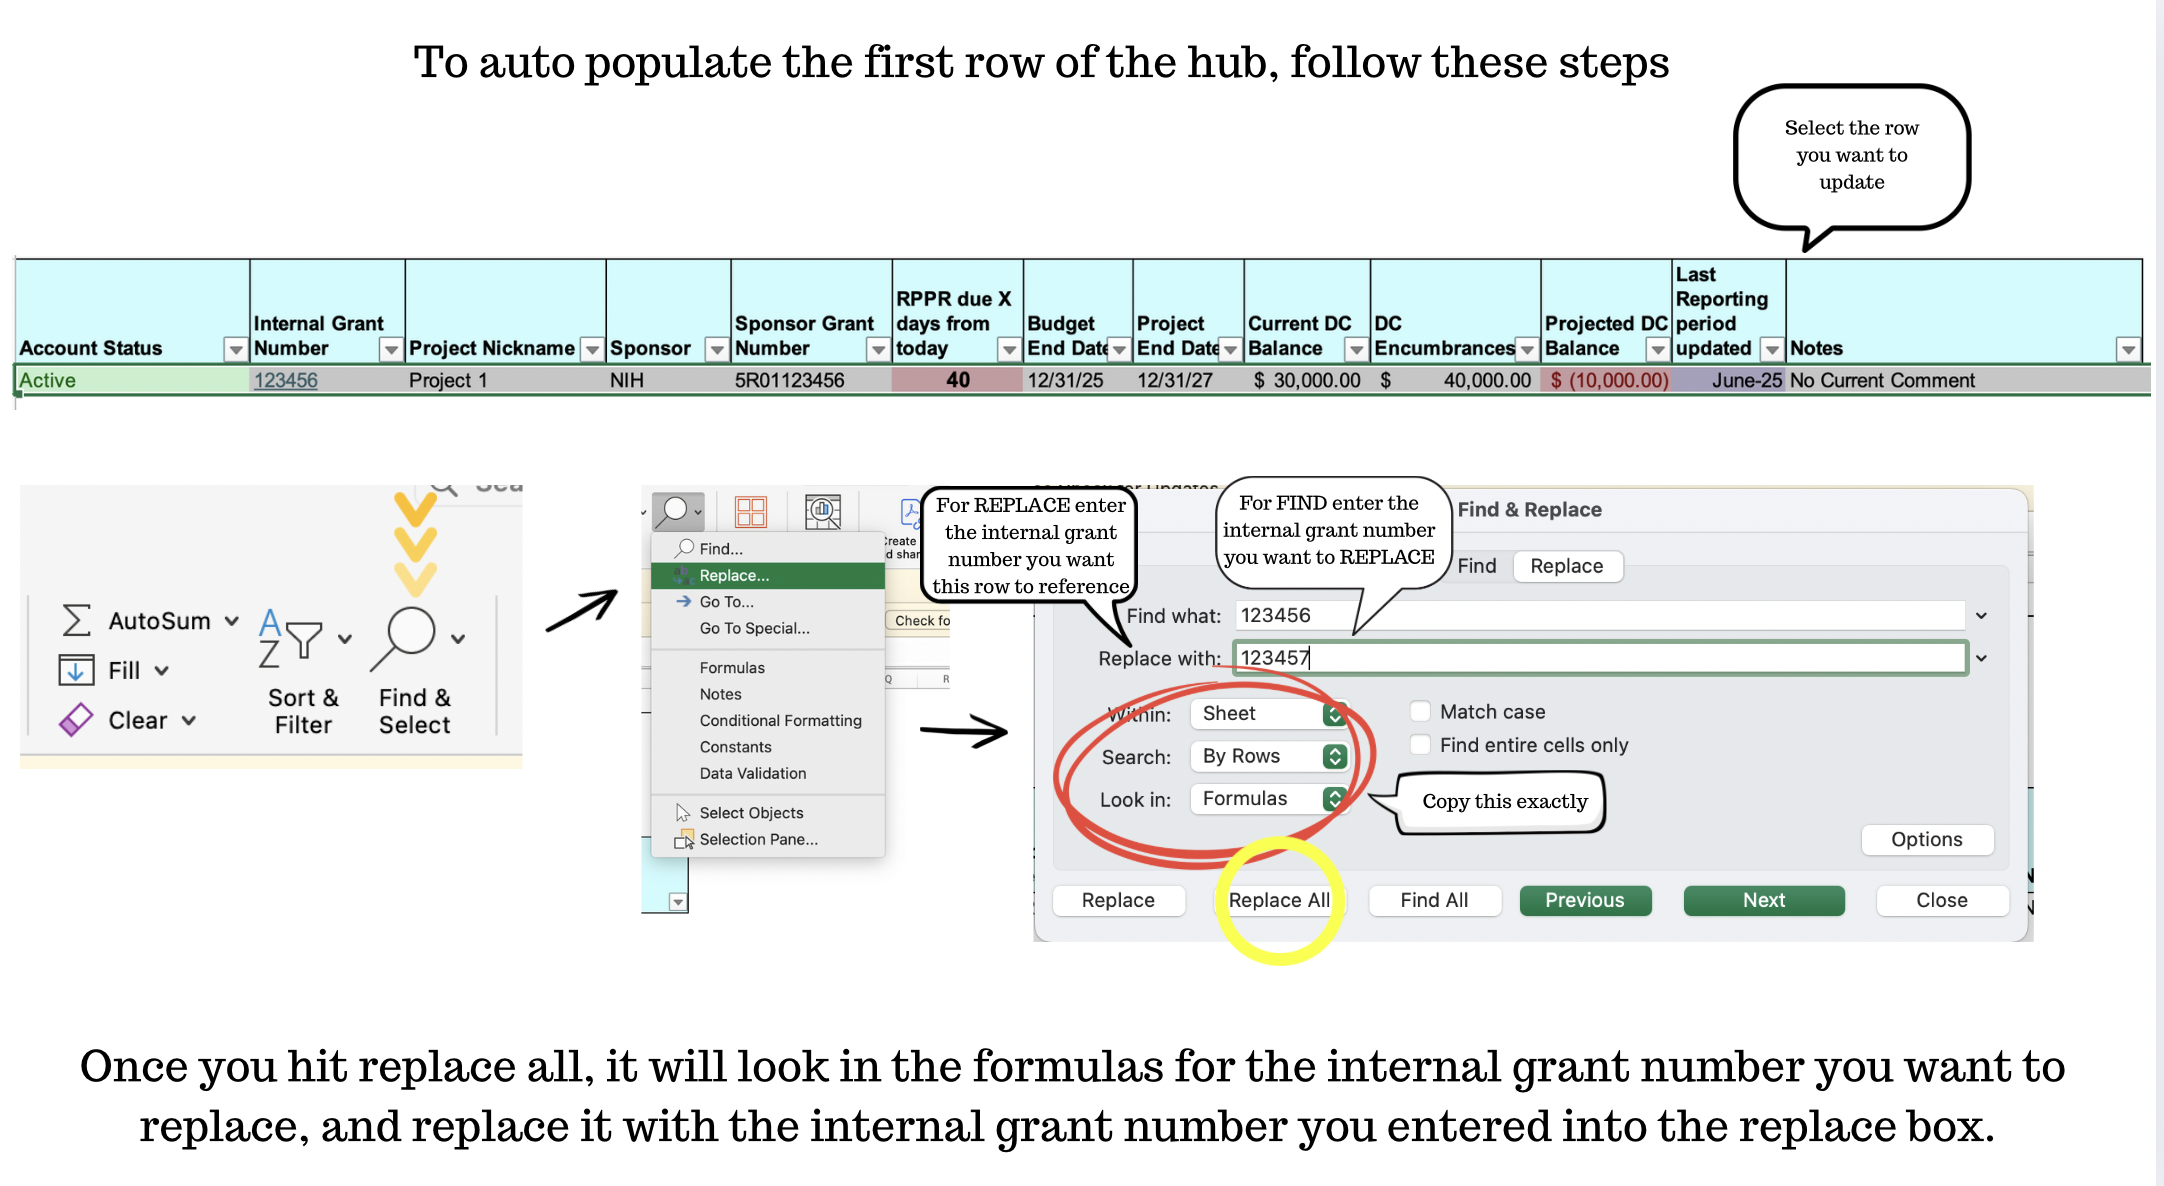 To auto populate the first row of the hub, follow these steps
Select the row
you want to
update
Account Status
Internal Grant
Number
Project Nickname
Sponsor
Sponsor Grant
Number
RPPR due X
days from
today
Budget
End Date
Project
End Date
Current DC
Balance
DC
Encumbrances
Projected DC
Balance
Last
Reporting
period
updated
Notes
Active 123456 Project 1 NIH 5R01123456 40 12/31/25 12/31/27 $ 30,000.00 $ 40,000.00 $ (10,000.00) June-25 No Current Comment
AutoSum
Fill
Clear
Sort &
Filter
Find &
Select
Find...
Replace...
Go To...
Go To Special...
Formulas
Notes
Conditional Formatting
Constants
Data Validation
Select Objects
Selection Pane...
Check fo
Q R
For REPLACE enter
the internal grant
number you want
this row to reference
For FIND enter the
internal grant number
you want to REPLACE
Find & Replace
Find Replace
Find what: 123456
Replace with: 123457
Within: Sheet
Search: By Rows
Look in: Formulas
Match case
Find entire cells only
Copy this exactly
Options
Replace Replace All Find All Previous Next Close
Once you hit replace all, it will look in the formulas for the internal grant number you want to
replace, and replace it with the internal grant number you entered into the replace box.